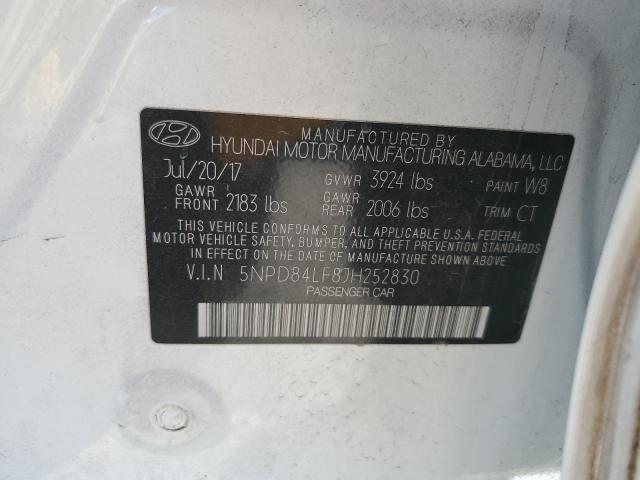 MANUFACTURED BY
HYUNDAI MOTOR MANUFACTURING ALABAMA, LLC
Jul/20/17 GVWR 3924 lbs PAINT W8
GAWR FRONT 2183 lbs GAWR REAR 2006 lbs TRIM CT
THIS VEHICLE CONFORMS TO ALL APPLICABLE U.S.A. FEDERAL
MOTOR VEHICLE SAFETY, BUMPER, AND THEFT PREVENTION STANDARDS
IN EFFECT ON THE DATE OF MANUFACTURE SHOWN ABOVE
V.I.N 5NPD84LF8JH252830
PASSENGER CAR